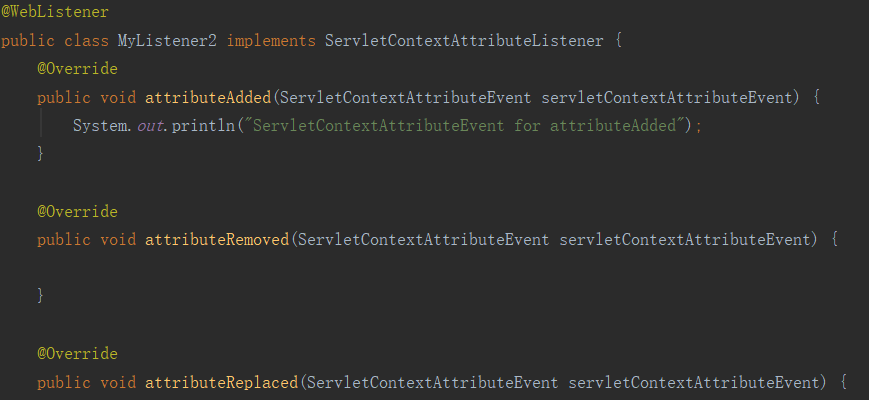 @WebListener
public class MyListener2 implements ServletContextAttributeListener {
    @Override
    public void attributeAdded(ServletContextAttributeEvent servletContextAttributeEvent) {
        System.out.println("ServletContextAttributeEvent for attributeAdded");
    }
    @Override
    public void attributeRemoved(ServletContextAttributeEvent servletContextAttributeEvent) {
    }
    @Override
    public void attributeReplaced(ServletContextAttributeEvent servletContextAttributeEvent) {